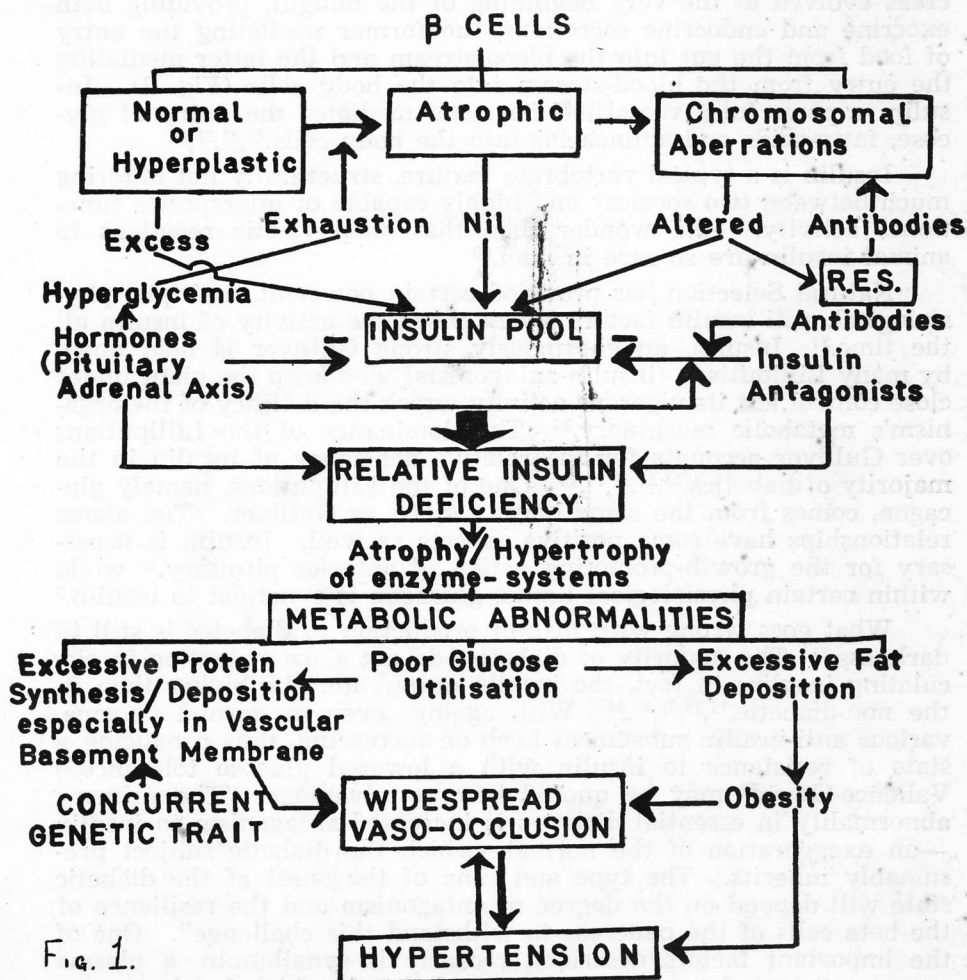 β CELLS
Normal
or
Hyperplastic
Atrophic
Chromosomal
Aberrations
Excess
Exhaustion
Nil
Altered
Antibodies
Hyperglycemia
R.E.S.
Hormones
(Pituitary
Adrenal Axis)
INSULIN POOL
Antibodies
Insulin
Antagonists
RELATIVE INSULIN
DEFICIENCY
Atrophy/Hypertrophy
of enzyme-systems
METABOLIC ABNORMALITIES
Excessive Protein
Synthesis/Deposition
especially in Vascular
Basement Membrane
Poor Glucose
Utilisation
Excessive Fat
Deposition
CONCURRENT
GENETIC TRAIT
WIDESPREAD
VASO-OCCLUSION
Obesity
HYPERTENSION
Fig. 1.